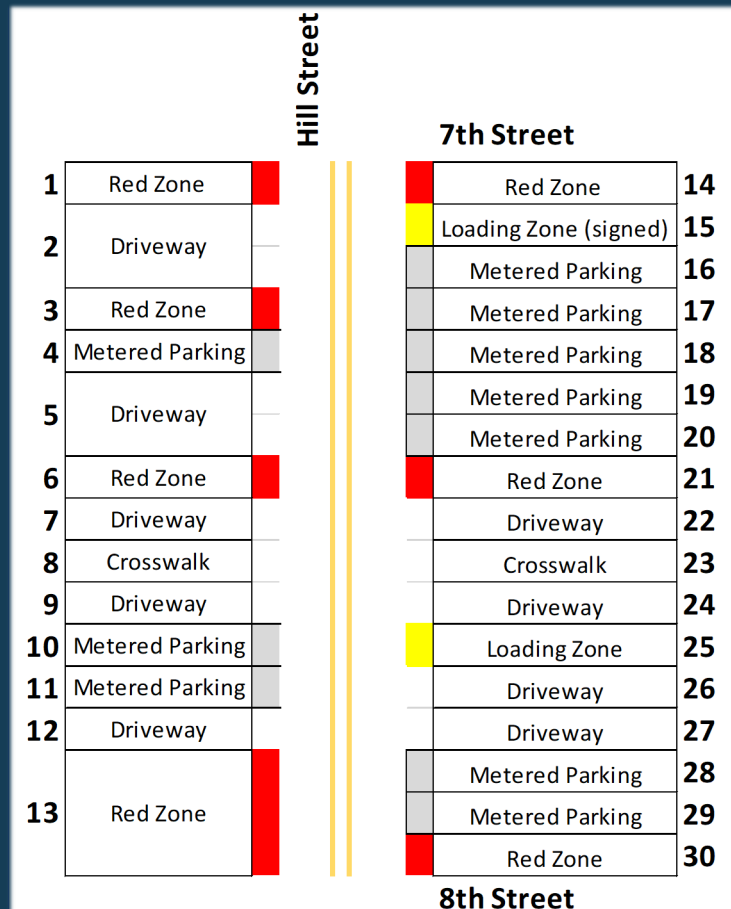 Hill Street
7th Street
1 Red Zone
2 Driveway
3 Red Zone
4 Metered Parking
5 Driveway
6 Red Zone
7 Driveway
8 Crosswalk
9 Driveway
10 Metered Parking
11 Metered Parking
12 Driveway
13 Red Zone
Red Zone 14
Loading Zone (signed) 15
Metered Parking 16
Metered Parking 17
Metered Parking 18
Metered Parking 19
Metered Parking 20
Red Zone 21
Driveway 22
Crosswalk 23
Driveway 24
Loading Zone 25
Driveway 26
Driveway 27
Metered Parking 28
Metered Parking 29
Red Zone 30
8th Street